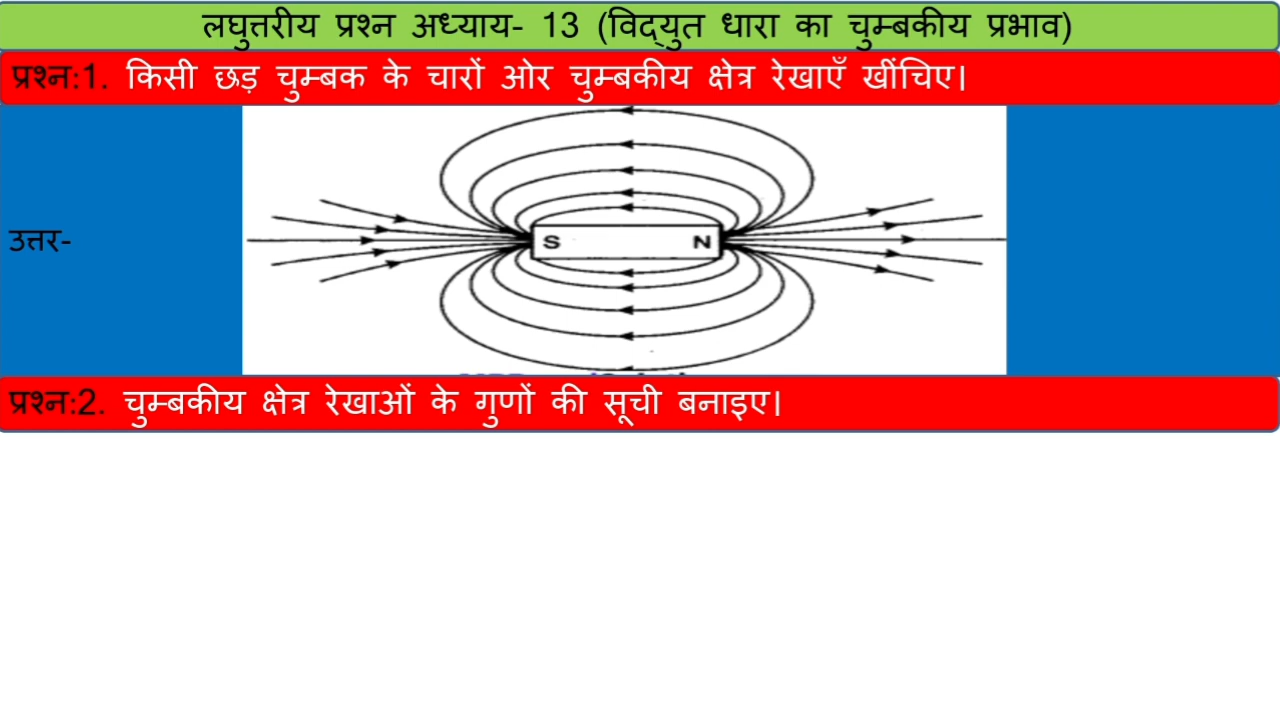 लघुत्तरीय प्रश्न अध्याय- 13 (विद्युत धारा का चुम्बकीय प्रभाव)
प्रश्न:1. किसी छड़ चुम्बक के चारों ओर चुम्बकीय क्षेत्र रेखाएँ खींचिए।
उत्तर-
S N
प्रश्न:2. चुम्बकीय क्षेत्र रेखाओं के गुणों की सूची बनाइए।